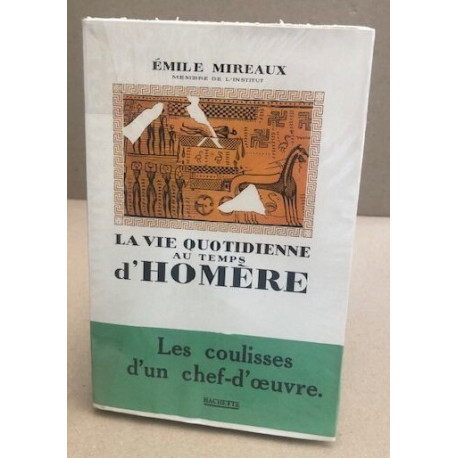 ÉMILE MIREAUX
MEMBRE DE L'INSTITUT
LA VIE QUOTIDIENNE
AU TEMPS
d'HOMÈRE
Les coulisses
d'un chef-d'œuvre.
HACHETTE